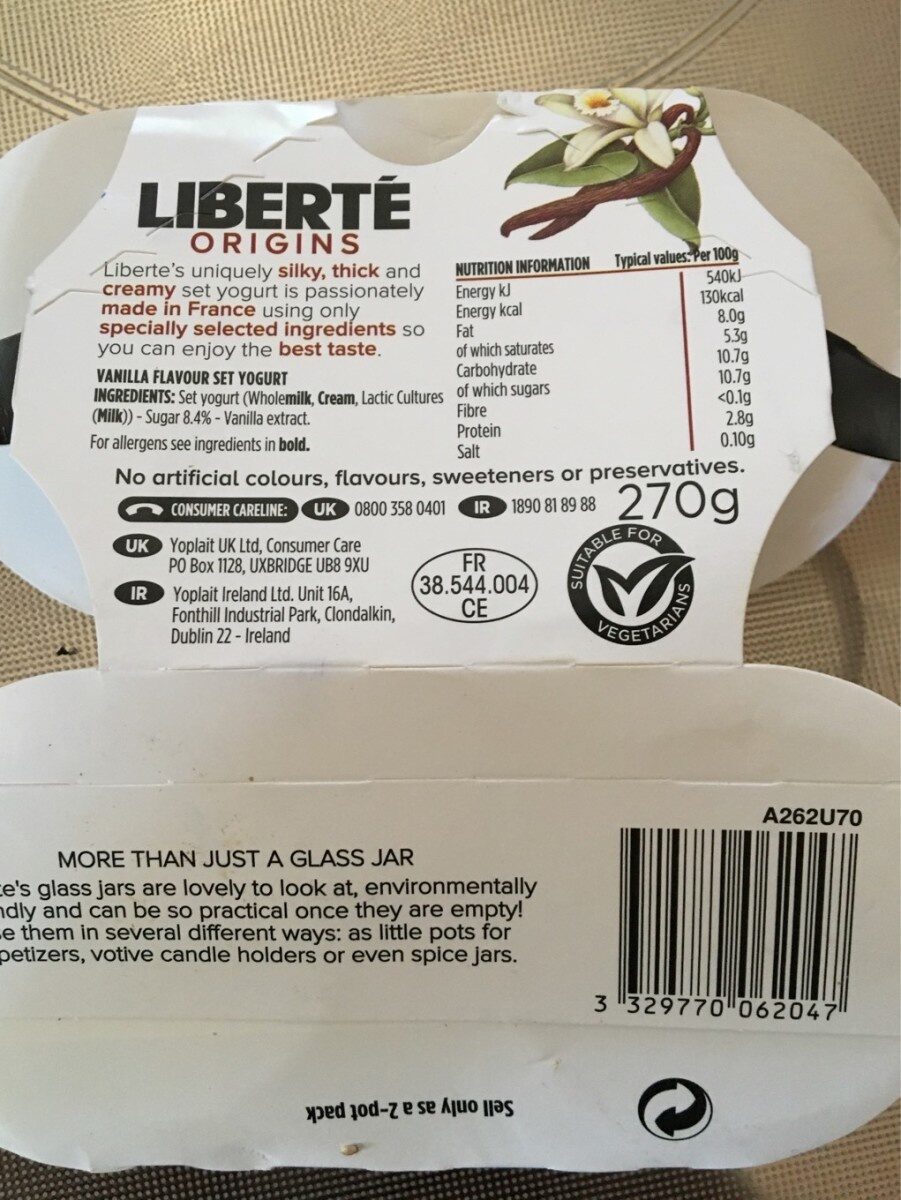 LIBERTÉ
ORIGINS
Liberte's uniquely silky, thick and
creamy set yogurt is passionately
made in France using only
specially selected ingredients so
you can enjoy the best taste.
VANILLA FLAVOUR SET YOGURT
INGREDIENTS: Set yogurt (Wholemilk, Cream, Lactic Cultures
(Milk)) - Sugar 8.4% - Vanilla extract.
For allergens see ingredients in bold.
NUTRITION INFORMATION Typical values: Per 100g
Energy kJ 540kJ
Energy kcal 130kcal
Fat 8.0g
of which saturates 5.3g
Carbohydrate 10.7g
of which sugars 10.7g
Fibre <0.1g
Protein 2.8g
Salt 0.10g
No artificial colours, flavours, sweeteners or preservatives.
CONSUMER CARELINE: UK 0800 358 0401 IR 1890 81 89 88
270g
UK Yoplait UK Ltd, Consumer Care
PO Box 1128, UXBRIDGE UB8 9XU
IR Yoplait Ireland Ltd. Unit 16A,
Fonthill Industrial Park, Clondalkin,
Dublin 22 - Ireland
FR
38.544.004
CE
SUITABLE FOR
VEGETARIANS
A262U70
MORE THAN JUST A GLASS JAR
te's glass jars are lovely to look at, environmentally
ndly and can be so practical once they are empty!
se them in several different ways: as little pots for
petizers, votive candle holders or even spice jars.
3 329770 062047
Sell only as a 2-pot pack